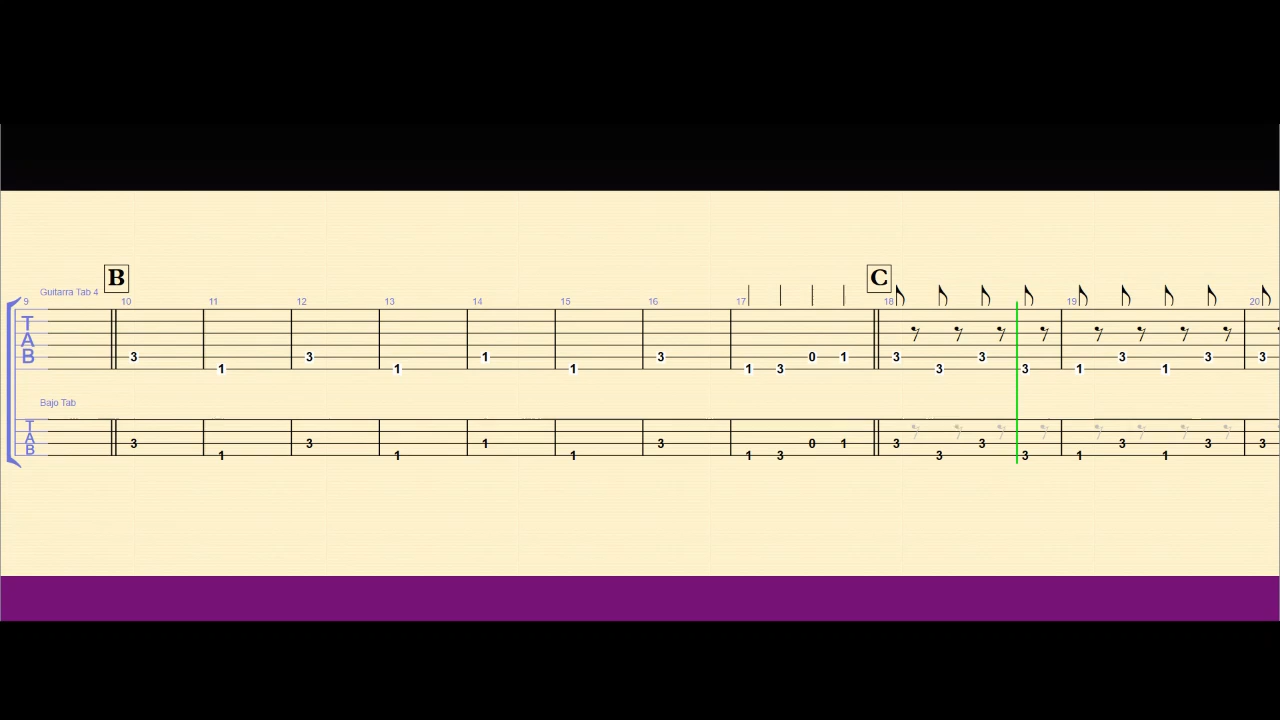 B C
Guitarra Tab 4
9 10 11 12 13 14 15 16 17 18 19 20
T
A
B
3 3 1 3 0 1 3 3 3 3 3
1 1 1 1 3 3 3 1 1
Bajo Tab
T
A
B
3 3 1 3 0 1 3 3 3 3 3
1 1 1 1 3 3 3 1 1